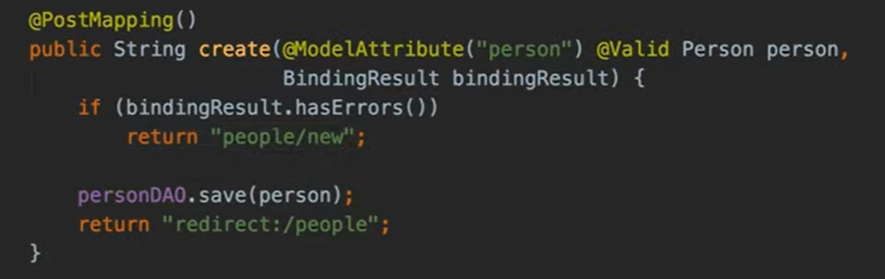 @PostMapping()
public String create(@ModelAttribute("person") @Valid Person person,
BindingResult bindingResult) {
if (bindingResult.hasErrors())
return "people/new";
personDAO.save(person);
return "redirect:/people";
}